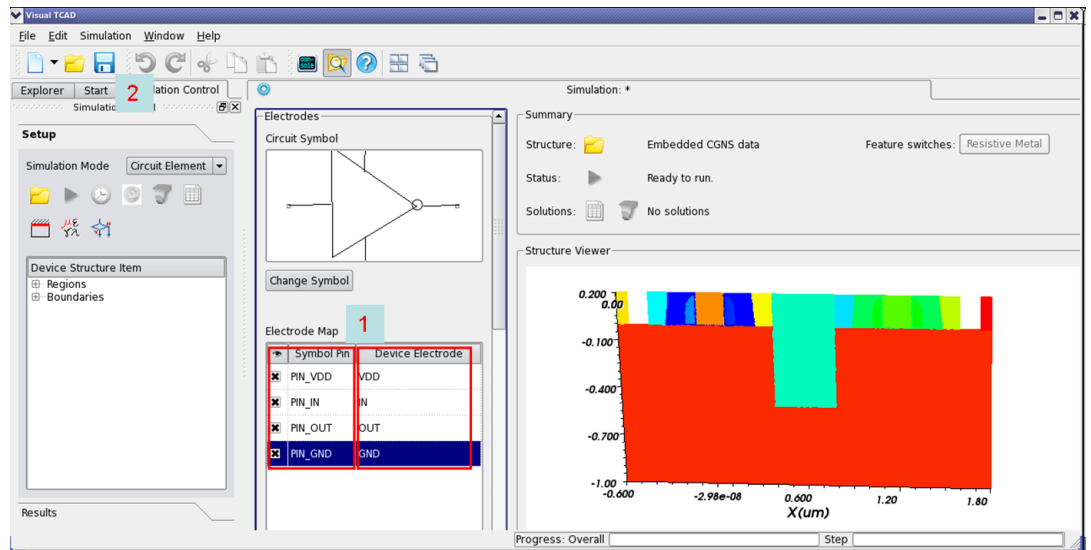 Visual TCAD
File Edit Simulation Window Help
Explorer Start 2 lation Control
Simulation: *
Simulatio l
Setup
Simulation Mode Circuit Element
Device Structure Item
Regions
Boundaries
Results
Electrodes
Circuit Symbol
Change Symbol
1
Electrode Map
Symbol Pin Device Electrode
PIN_VDD VDD
PIN_IN IN
PIN_OUT OUT
PIN_GND GND
Summary
Structure: Embedded CGNS data Feature switches: Resistive Metal
Status: Ready to run.
Solutions: No solutions
Structure Viewer
0.200
0.00
-0.100
-0.400
-0.700
-1.00
-0.600 -2.98e-08 0.600 1.20 1.80
X(um)
Progress: Overall Step